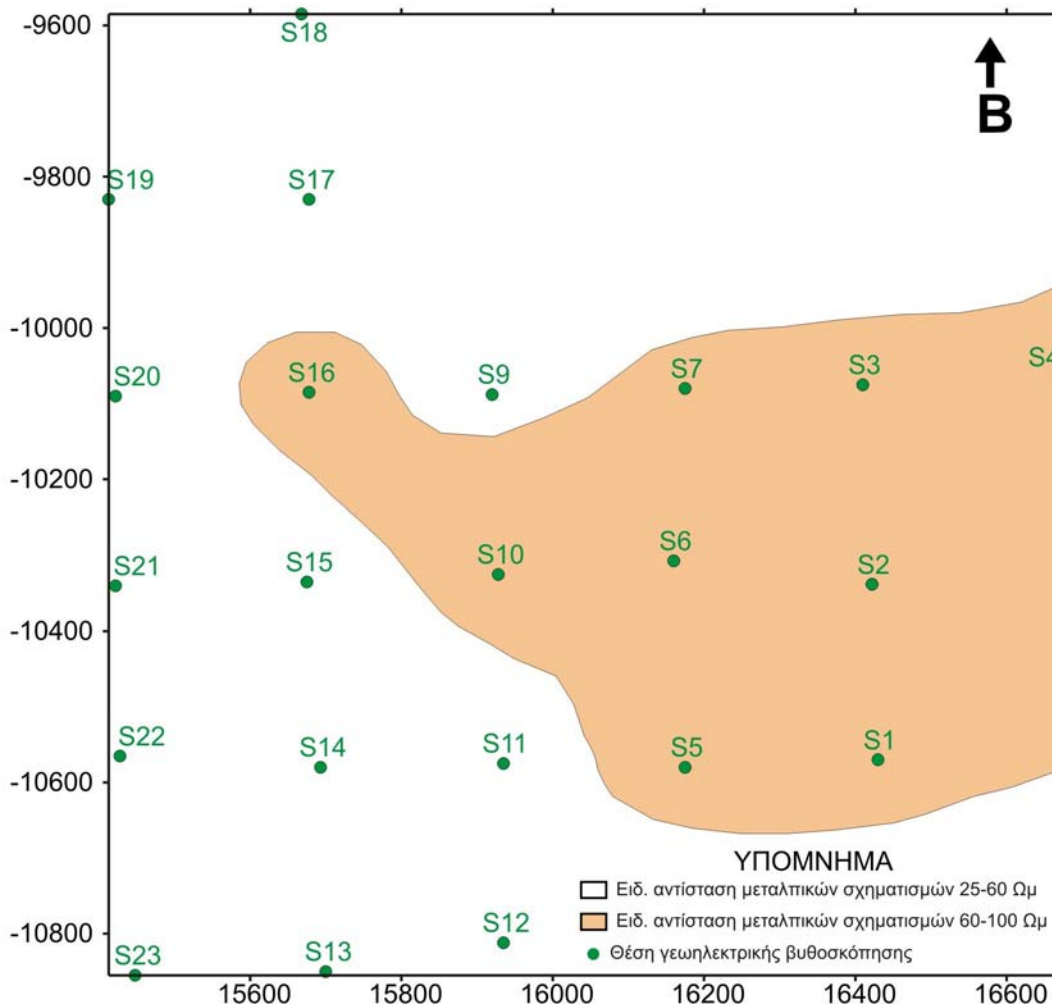 -9600
S18
B
-9800
S19
S17
-10000
S20
S16
S9
S7
S3
S4
-10200
S21
S15
S10
S6
S2
-10400
S22
S14
S11
S5
S1
-10600
ΥΠΟΜΝΗΜΑ
Ειδ. αντίσταση μεταλπικών σχηματισμών 25-60 Ωμ
Ειδ. αντίσταση μεταλπικών σχηματισμών 60-100 Ωμ
Θέση γεωηλεκτρικής βυθοσκόπησης
-10800
S23
S13
S12
15600
15800
16000
16200
16400
16600